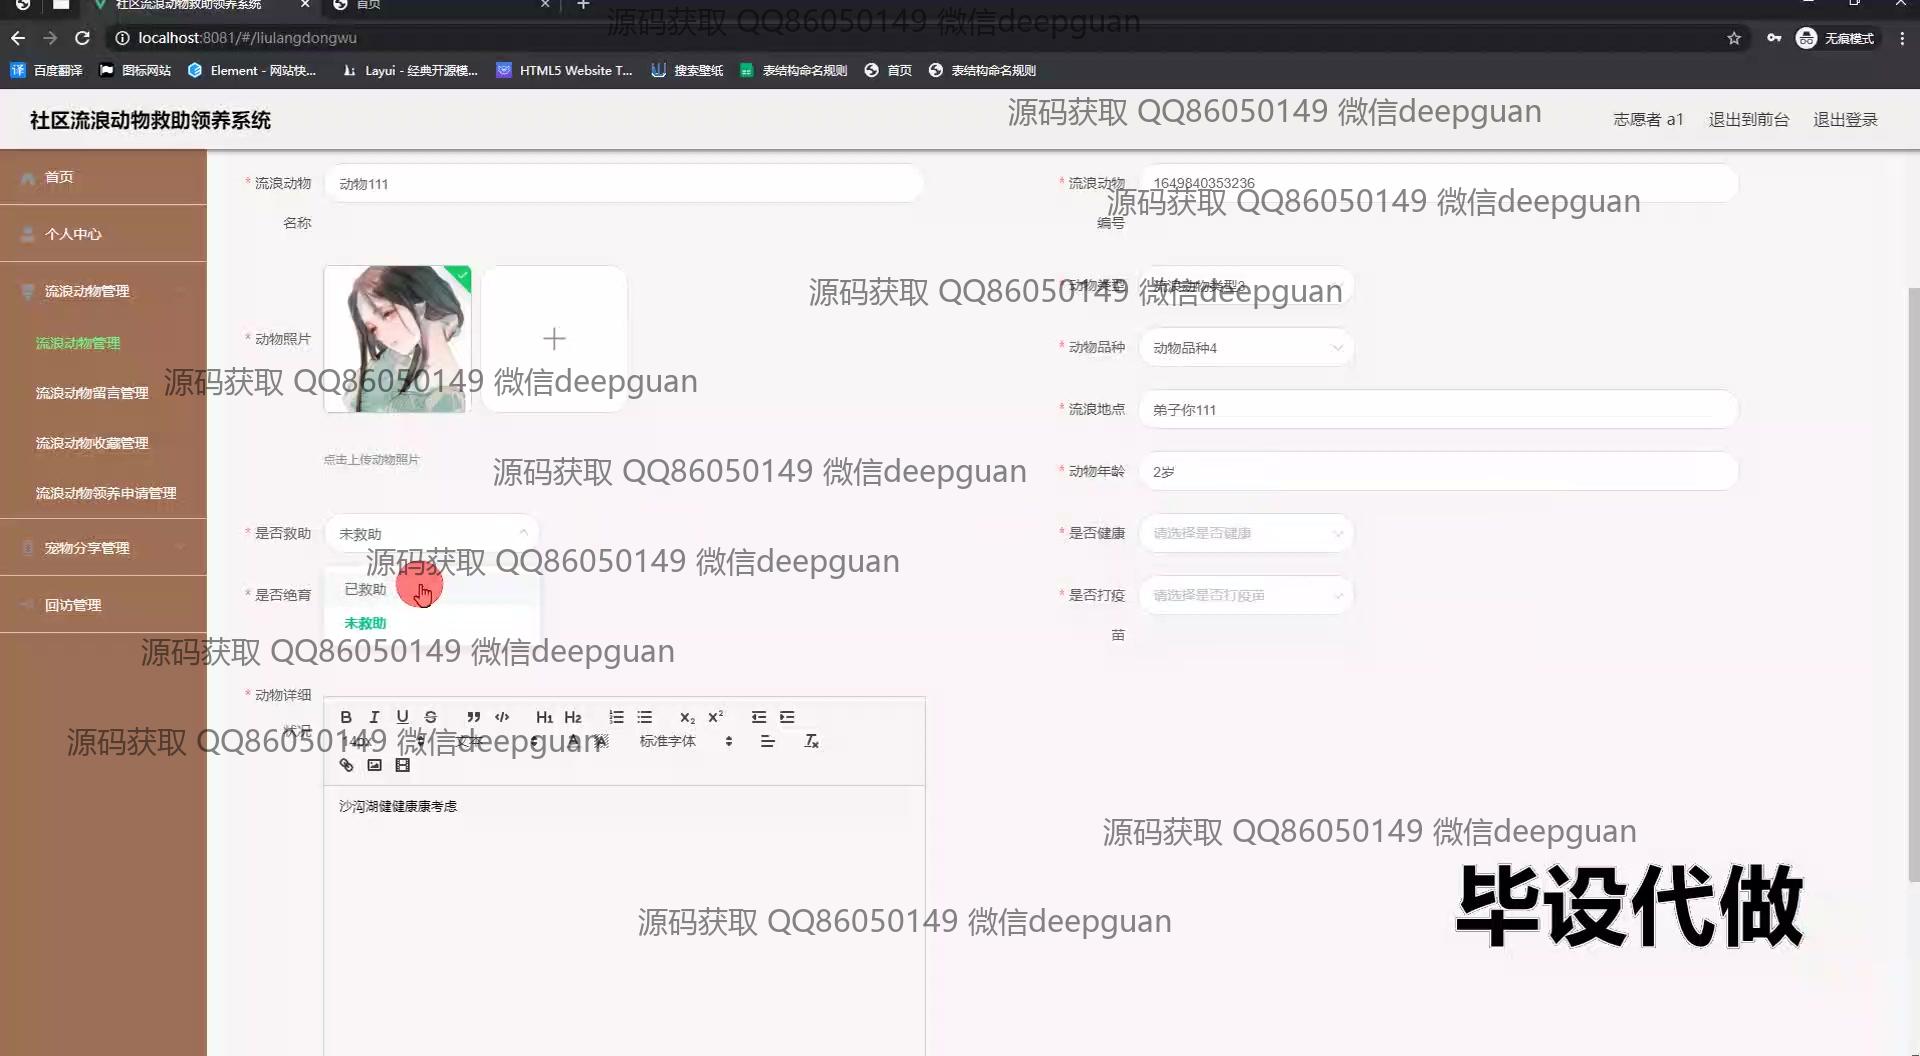 社区流浪动物救助领养系统
首页
源码获取 QQ86050149 微信deepguan
localhost:8081/#/liulangdongwu
无痕模式
百度翻译
图标网站
Element - 网站快...
Layui - 经典开源模...
HTML5 Website T...
搜索壁纸
表结构命名规则
首页
表结构命名规则
社区流浪动物救助领养系统
源码获取 QQ86050149 微信deepguan
志愿者 a1
退出到前台
退出登录
首页
个人中心
流浪动物管理
流浪动物管理
流浪动物留言管理
流浪动物收藏管理
流浪动物领养申请管理
宠物分享管理
回访管理
* 流浪动物名称
动物111
* 流浪动物编号
1649840353236
源码获取 QQ86050149 微信deepguan
* 动物照片
点击上传动物照片
* 动物类型
流浪动物类型3
源码获取 QQ86050149 微信deepguan
* 动物品种
动物品种4
源码获取 QQ86050149 微信deepguan
* 流浪地点
弟子你111
源码获取 QQ86050149 微信deepguan
* 动物年龄
2岁
* 是否救助
未救助
* 是否健康
请选择是否健康
源码获取 QQ86050149 微信deepguan
已救助
未救助
* 是否绝育
* 是否打疫苗
请选择是否打疫苗
源码获取 QQ86050149 微信deepguan
* 动物详细状况
B I U S H1 H2 X2 X2
14px
文本
标准字体
源码获取 QQ86050149 微信deepguan
沙沟湖健健康康考虑
源码获取 QQ86050149 微信deepguan
毕设代做
源码获取 QQ86050149 微信deepguan